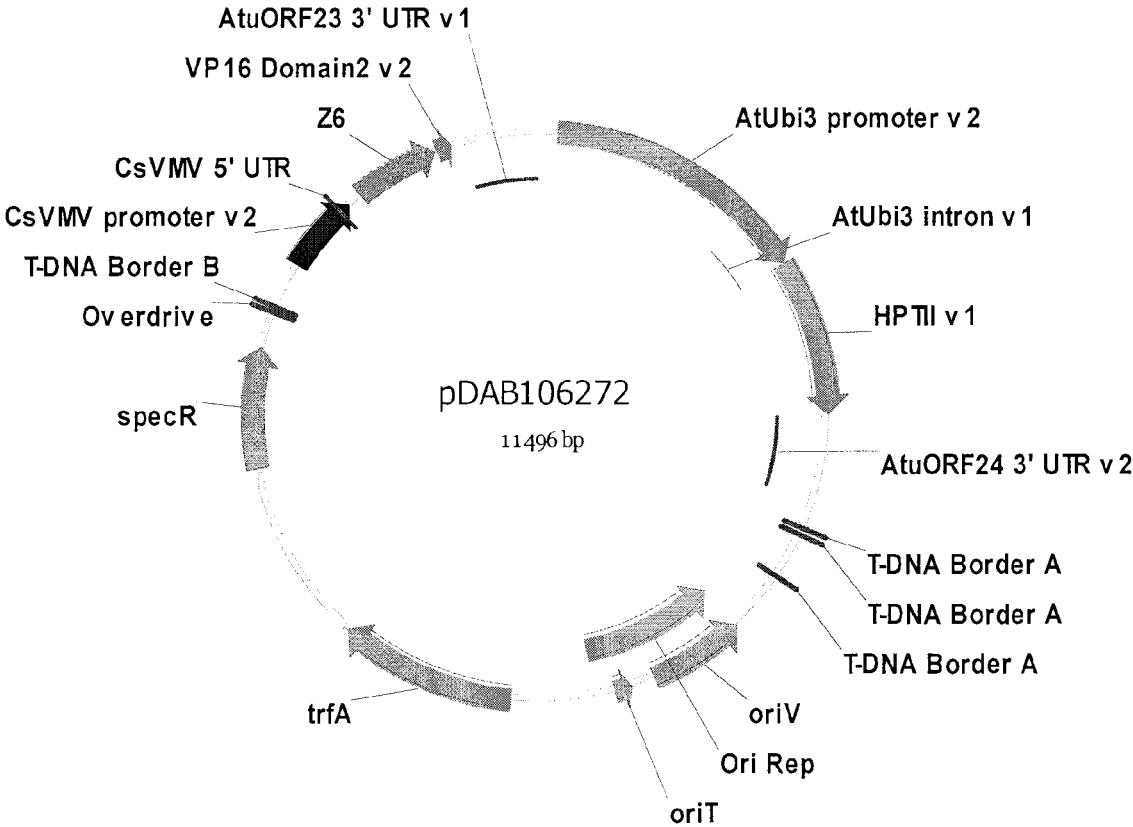 AtuORF23 3' UTR v1
VP16 Domain2 v2
Z6
CsVMV 5' UTR
CsVMV promoter v2
T-DNA Border B
Overdrive
specR
trfA
AtUbi3 promoter v2
AtUbi3 intron v1
HPTII v1
pDAB106272
11496 bp
AtuORF24 3' UTR v2
T-DNA Border A
T-DNA Border A
T-DNA Border A
oriV
Ori Rep
oriT